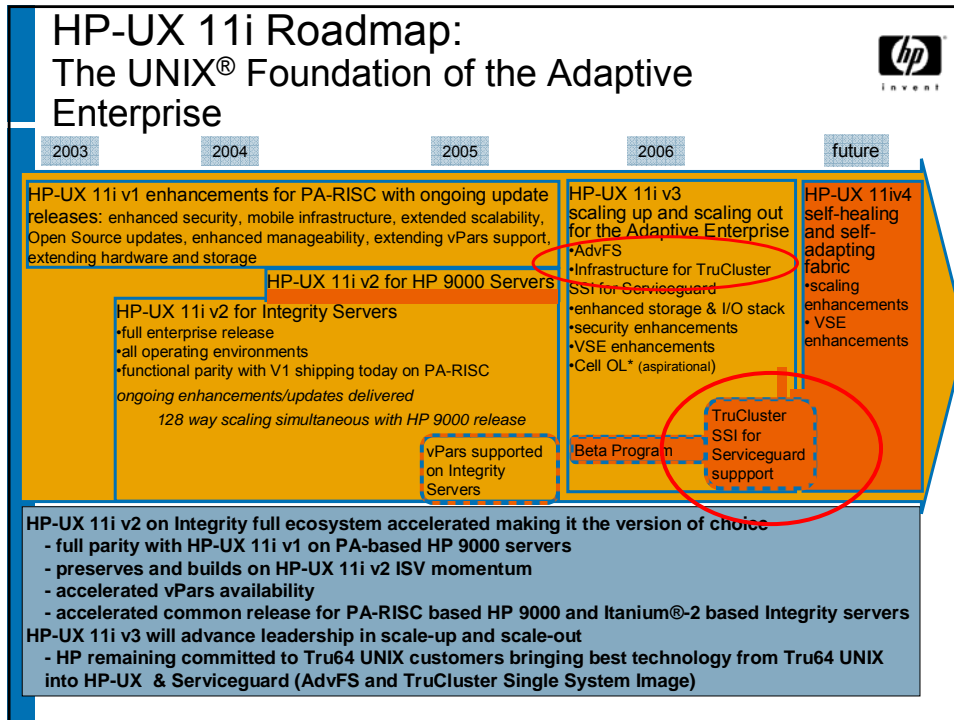 HP-UX 11i Roadmap:
The UNIX® Foundation of the Adaptive
Enterprise
hp
invent
2003
2004
2005
2006
future
HP-UX 11i v1 enhancements for PA-RISC with ongoing update
releases: enhanced security, mobile infrastructure, extended scalability,
Open Source updates, enhanced manageability, extending vPars support,
extending hardware and storage
HP-UX 11i v2 for HP 9000 Servers
HP-UX 11i v2 for Integrity Servers
•full enterprise release
•all operating environments
•functional parity with V1 shipping today on PA-RISC
ongoing enhancements/updates delivered
128 way scaling simultaneous with HP 9000 release
vPars supported
on Integrity
Servers
HP-UX 11i v3
scaling up and scaling out
for the Adaptive Enterprise
•AdvFS
•Infrastructure for TruCluster
SSI for Serviceguard
•enhanced storage & I/O stack
•security enhancements
•VSE enhancements
•Cell OL* (aspirational)
Beta Program
TruCluster
SSI for
Serviceguard
suppport
HP-UX 11iv4
self-healing
and self-
adapting
fabric
•scaling
enhancements
• VSE
enhancements
HP-UX 11i v2 on Integrity full ecosystem accelerated making it the version of choice
- full parity with HP-UX 11i v1 on PA-based HP 9000 servers
- preserves and builds on HP-UX 11i v2 ISV momentum
- accelerated vPars availability
- accelerated common release for PA-RISC based HP 9000 and Itanium®-2 based Integrity servers
HP-UX 11i v3 will advance leadership in scale-up and scale-out
- HP remaining committed to Tru64 UNIX customers bringing best technology from Tru64 UNIX
into HP-UX & Serviceguard (AdvFS and TruCluster Single System Image)